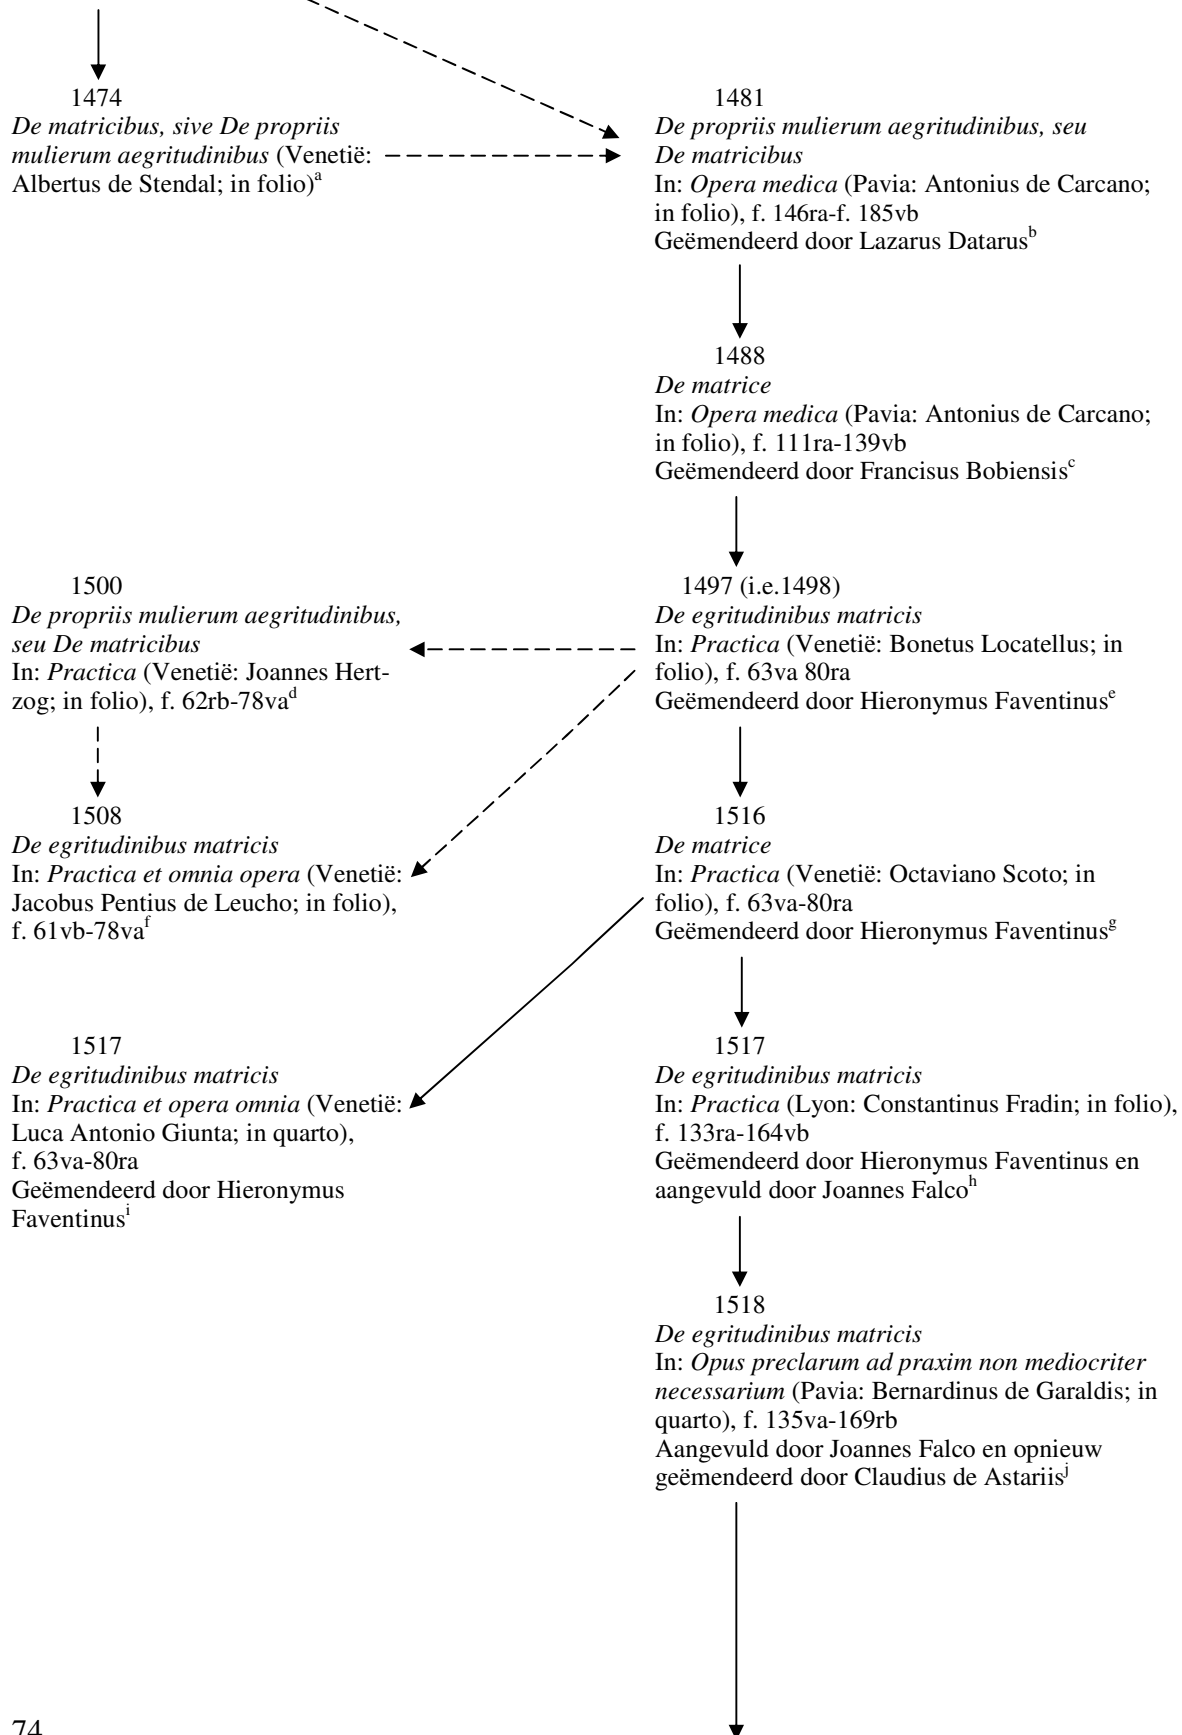 1474
De matricibus, sive De propriis
mulierum aegritudinibus (Venetië:
Albertus de Stendal; in folio)a
1481
De propriis mulierum aegritudinibus, seu
De matricibus
In: Opera medica (Pavia: Antonius de Carcano;
in folio), f. 146ra-f. 185vb
Geëmendeerd door Lazarus Datarusb
1488
De matrice
In: Opera medica (Pavia: Antonius de Carcano;
in folio), f. 111ra-139vb
Geëmendeerd door Francisus Bobiensisc
1500
De propriis mulierum aegritudinibus,
seu De matricibus
In: Practica (Venetië: Joannes Hert-
zog; in folio), f. 62rb-78vad
1497 (i.e.1498)
De egritudinibus matricis
In: Practica (Venetië: Bonetus Locatellus; in
folio), f. 63va 80ra
Geëmendeerd door Hieronymus Faventinuse
1508
De egritudinibus matricis
In: Practica et omnia opera (Venetië:
Jacobus Pentius de Leucho; in folio),
f. 61vb-78vaf
1516
De matrice
In: Practica (Venetië: Octaviano Scoto; in
folio), f. 63va-80ra
Geëmendeerd door Hieronymus Faventinusg
1517
De egritudinibus matricis
In: Practica et opera omnia (Venetië:
Luca Antonio Giunta; in quarto),
f. 63va-80ra
Geëmendeerd door Hieronymus
Faventinusi
1517
De egritudinibus matricis
In: Practica (Lyon: Constantinus Fradin; in folio),
f. 133ra-164vb
Geëmendeerd door Hieronymus Faventinus en
aangevuld door Joannes Falcoh
1518
De egritudinibus matricis
In: Opus preclarum ad praxim non mediocriter
necessarium (Pavia: Bernardinus de Garaldis; in
quarto), f. 135va-169rb
Aangevuld door Joannes Falco en opnieuw
geëmendeerd door Claudius de Astariisj
74